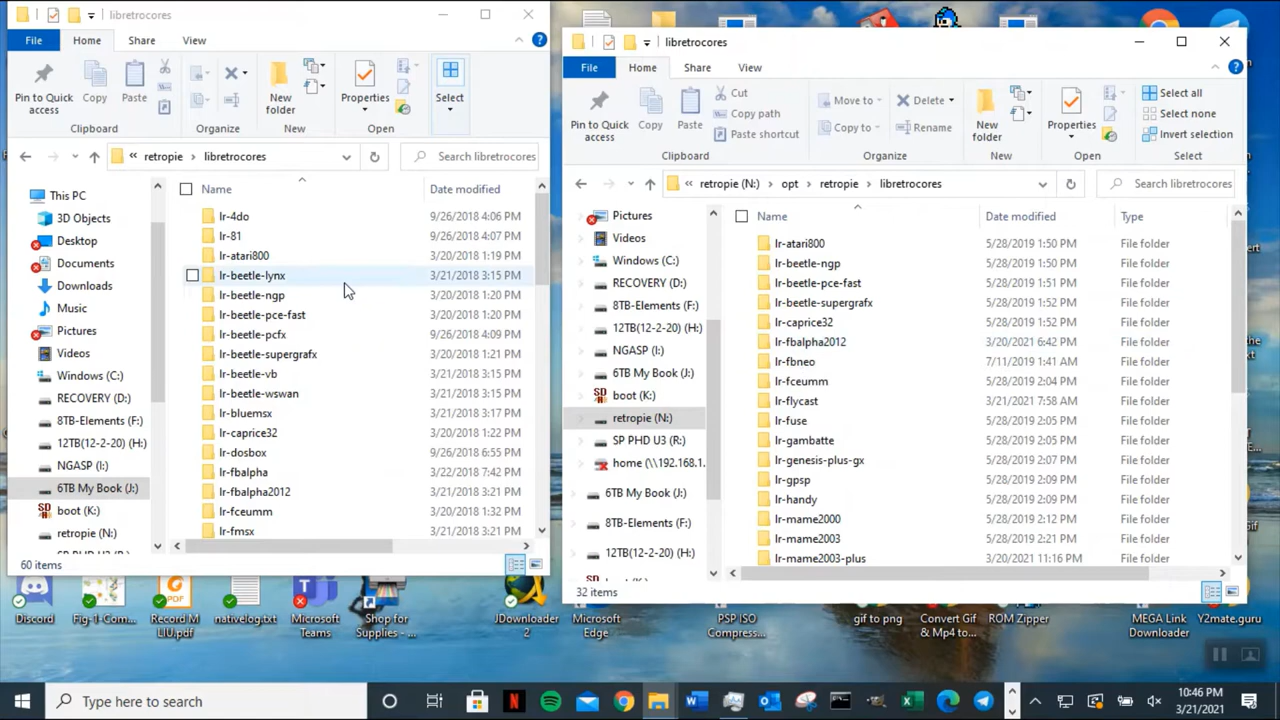 libretrocores
File Home Share View
Pin to Quick access
Copy
Paste
New folder
Properties
Select
Clipboard Organize New Open
retropie › libretrocores
Search libretrocores
This PC
3D Objects
Desktop
Documents
Downloads
Music
Pictures
Videos
Windows (C:)
RECOVERY (D:)
8TB-Elements (F:)
12TB(12-2-20) (H:)
NGASP (I:)
6TB My Book (J:)
boot (K:)
retropie (N:)
Name Date modified
lr-4do 9/26/2018 4:06 PM
lr-81 9/26/2018 4:07 PM
lr-atari800 3/20/2018 1:19 PM
lr-beetle-lynx 3/21/2018 3:15 PM
lr-beetle-ngp 3/20/2018 1:20 PM
lr-beetle-pce-fast 3/20/2018 1:20 PM
lr-beetle-pcfx 9/26/2018 4:09 PM
lr-beetle-supergrafx 3/20/2018 1:21 PM
lr-beetle-vb 3/21/2018 3:15 PM
lr-beetle-wswan 3/21/2018 3:15 PM
lr-bluemsx 3/21/2018 3:17 PM
lr-caprice32 3/20/2018 1:22 PM
lr-dosbox 9/26/2018 6:55 PM
lr-fbalpha 3/22/2018 7:42 PM
lr-fbalpha2012 3/21/2018 3:21 PM
lr-fceumm 3/20/2018 1:32 PM
lr-fmsx 3/21/2018 3:21 PM
60 items
libretrocores
File Home Share View
Pin to Quick access
Copy
Paste
Cut
Copy path
Paste shortcut
Move to
Copy to
Delete
Rename
New folder
Properties
Select all
Select none
Invert selection
Clipboard Organize New Open Select
retropie (N:) › opt › retropie › libretrocores
Search libretrocores
Pictures
Videos
Windows (C:)
RECOVERY (D:)
8TB-Elements (F:)
12TB(12-2-20) (H:)
NGASP (I:)
6TB My Book (J:)
boot (K:)
retropie (N:)
SP PHD U3 (R:)
home (\\192.168.1.
6TB My Book (J:)
8TB-Elements (F:)
12TB(12-2-20) (H:)
Name Date modified Type
lr-atari800 5/28/2019 1:50 PM File folder
lr-beetle-ngp 5/28/2019 1:50 PM File folder
lr-beetle-pce-fast 5/28/2019 1:51 PM File folder
lr-beetle-supergrafx 5/28/2019 1:52 PM File folder
lr-caprice32 5/28/2019 1:52 PM File folder
lr-fbalpha2012 3/20/2021 6:42 PM File folder
lr-fbneo 7/11/2019 1:41 AM File folder
lr-fceumm 5/28/2019 2:04 PM File folder
lr-flycast 3/21/2021 7:58 AM File folder
lr-fuse 5/28/2019 2:05 PM File folder
lr-gambatte 5/28/2019 2:05 PM File folder
lr-genesis-plus-gx 5/28/2019 2:07 PM File folder
lr-gpsp 5/28/2019 2:09 PM File folder
lr-handy 5/28/2019 2:09 PM File folder
lr-mame2000 5/28/2019 2:12 PM File folder
lr-mame2003 5/28/2019 2:21 PM File folder
lr-mame2003-plus 3/20/2021 11:16 PM File folder
32 items
Discord
Fig-1-Com...
Record M LIU.pdf
nativelog.txt
Microsoft Teams
Shop for Supplies - ...
JDownloader 2
Microsoft Edge
PSP ISO Compress...
gif to png
Convert Gif & Mp4 to...
ROM Zipper
MEGA Link Downloader
Y2mate.guru
Type here to search
10:46 PM
3/21/2021